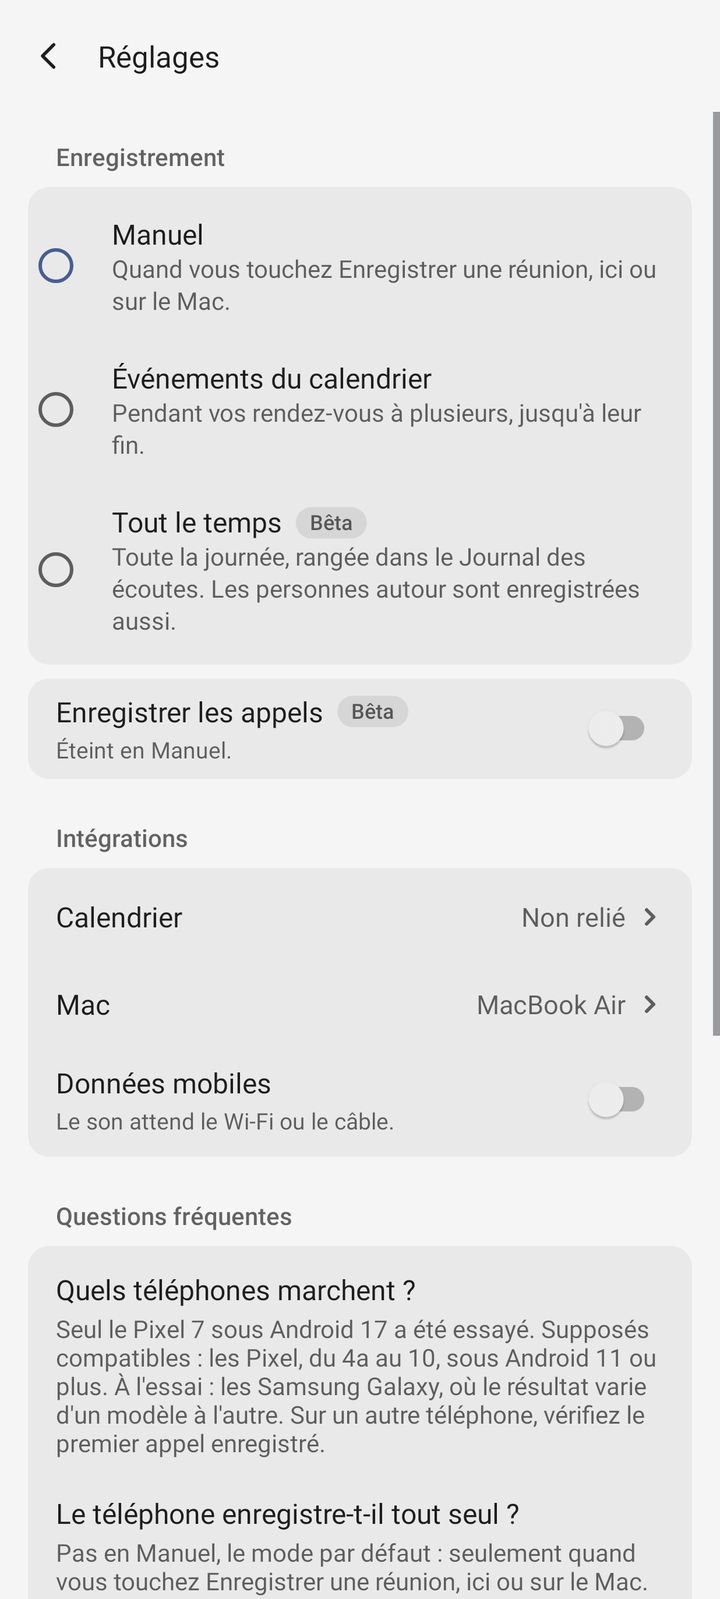 Réglages
Enregistrement
Manuel
Quand vous touchez Enregistrer une réunion, ici ou
sur le Mac.
Événements du calendrier
Pendant vos rendez-vous à plusieurs, jusqu'à leur
fin.
Tout le temps Bêta
Toute la journée, rangée dans le Journal des
écoutes. Les personnes autour sont enregistrées
aussi.
Enregistrer les appels Bêta
Éteint en Manuel.
Intégrations
Calendrier Non relié
Mac MacBook Air
Données mobiles
Le son attend le Wi-Fi ou le câble.
Questions fréquentes
Quels téléphones marchent ?
Seul le Pixel 7 sous Android 17 a été essayé. Supposés
compatibles : les Pixel, du 4a au 10, sous Android 11 ou
plus. À l'essai : les Samsung Galaxy, où le résultat varie
d'un modèle à l'autre. Sur un autre téléphone, vérifiez le
premier appel enregistré.
Le téléphone enregistre-t-il tout seul ?
Pas en Manuel, le mode par défaut : seulement quand
vous touchez Enregistrer une réunion, ici ou sur le Mac.